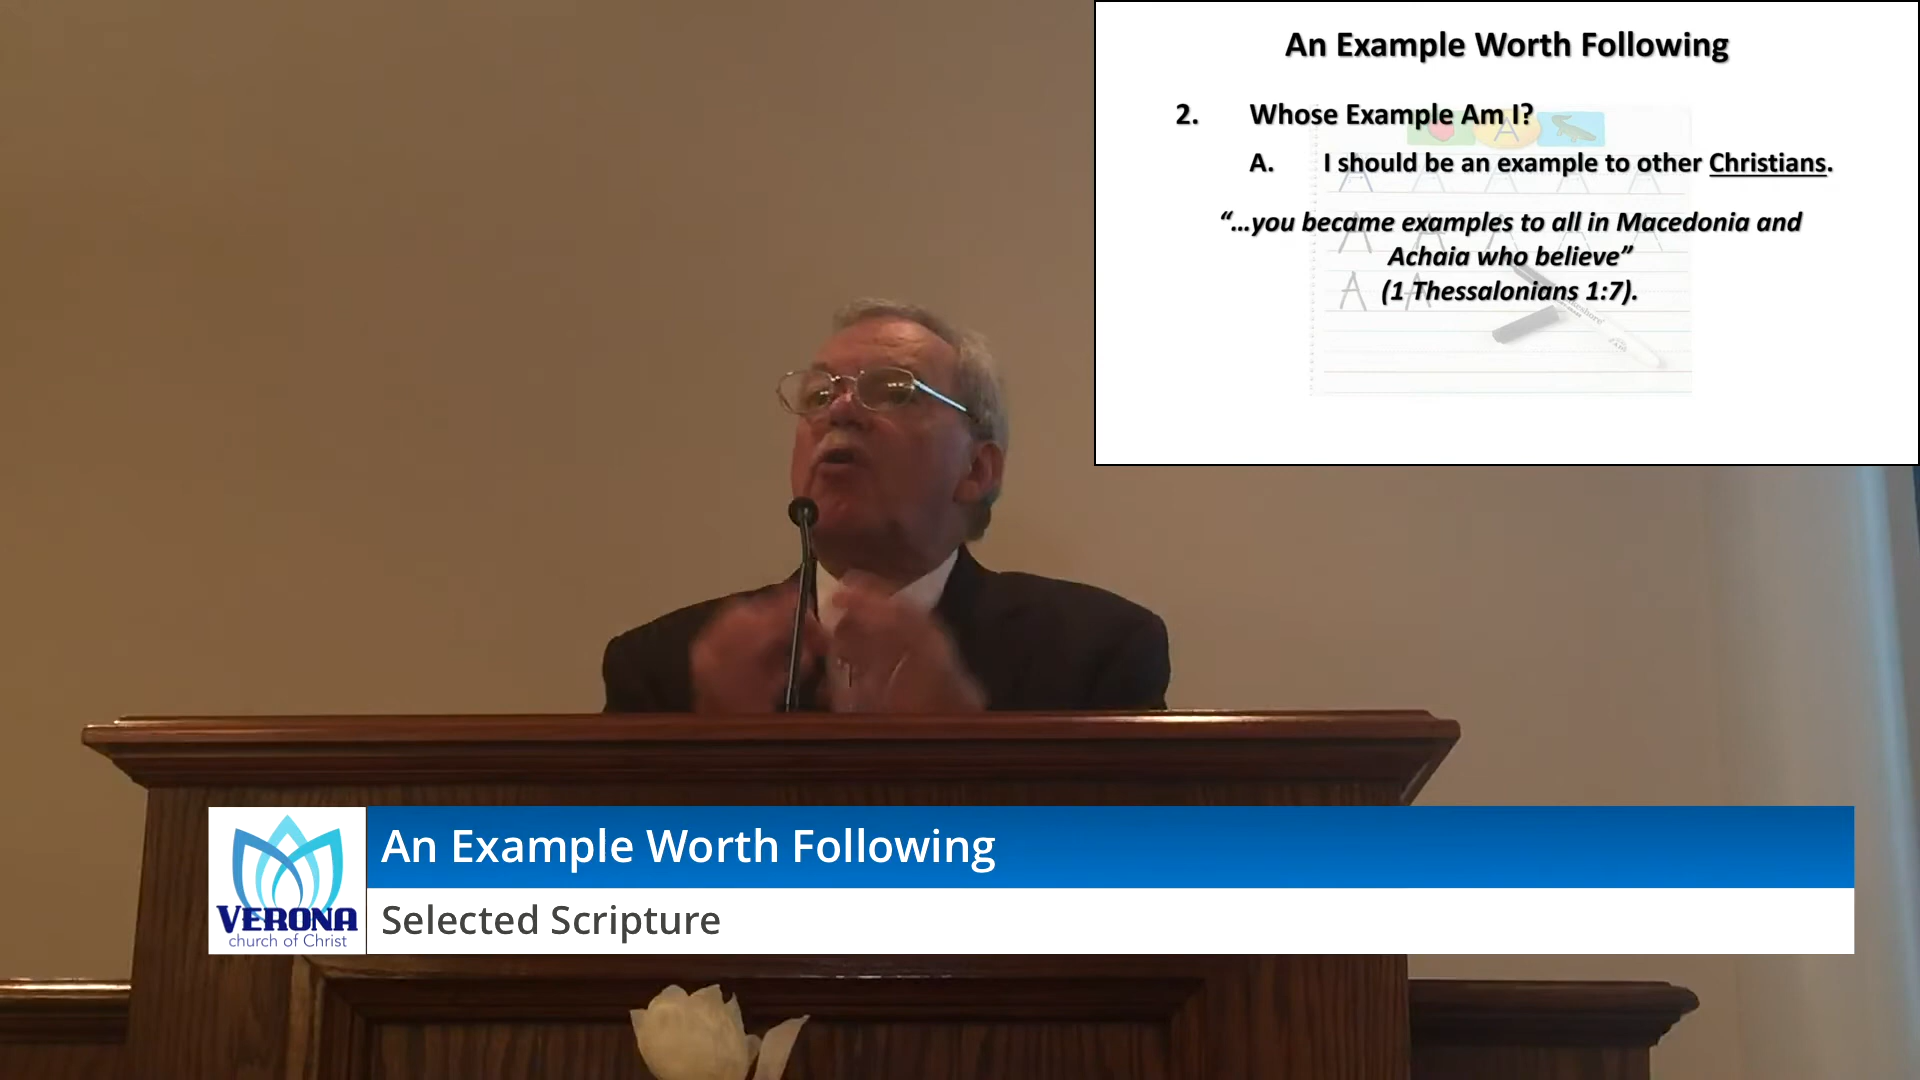 An Example Worth Following
2. Whose Example Am I?
A. I should be an example to other Christians.
“…you became examples to all in Macedonia and
Achaia who believe”
(1 Thessalonians 1:7).
An Example Worth Following
VERONA
church of Christ
Selected Scripture